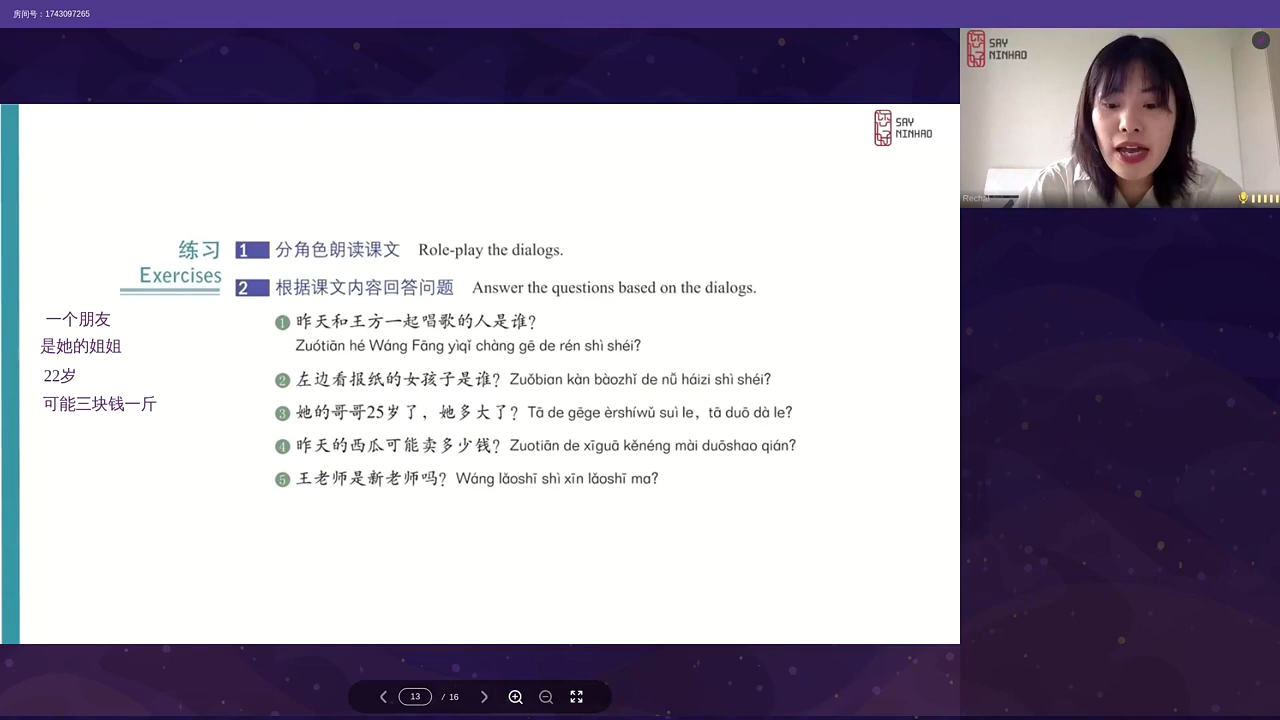 房间号：1743097265
SAY
NINHAO
SAY
NINHAO
练习
Exercises
1 分角色朗读课文 Role-play the dialogs.
2 根据课文内容回答问题 Answer the questions based on the dialogs.
一个朋友
是她的姐姐
22岁
可能三块钱一斤
1 昨天和王方一起唱歌的人是谁？
Zuótiān hé Wáng Fāng yìqǐ chàng gē de rén shì shéi?
2 左边看报纸的女孩子是谁？ Zuǒbian kàn bàozhǐ de nǚ háizi shì shéi?
3 她的哥哥25岁了，她多大了？ Tā de gēge èrshíwǔ suì le, tā duō dà le?
4 昨天的西瓜可能卖多少钱？ Zuotiān de xīguā kěnéng mài duōshao qián?
5 王老师是新老师吗？ Wáng lǎoshī shì xīn lǎoshī ma?
13 / 16